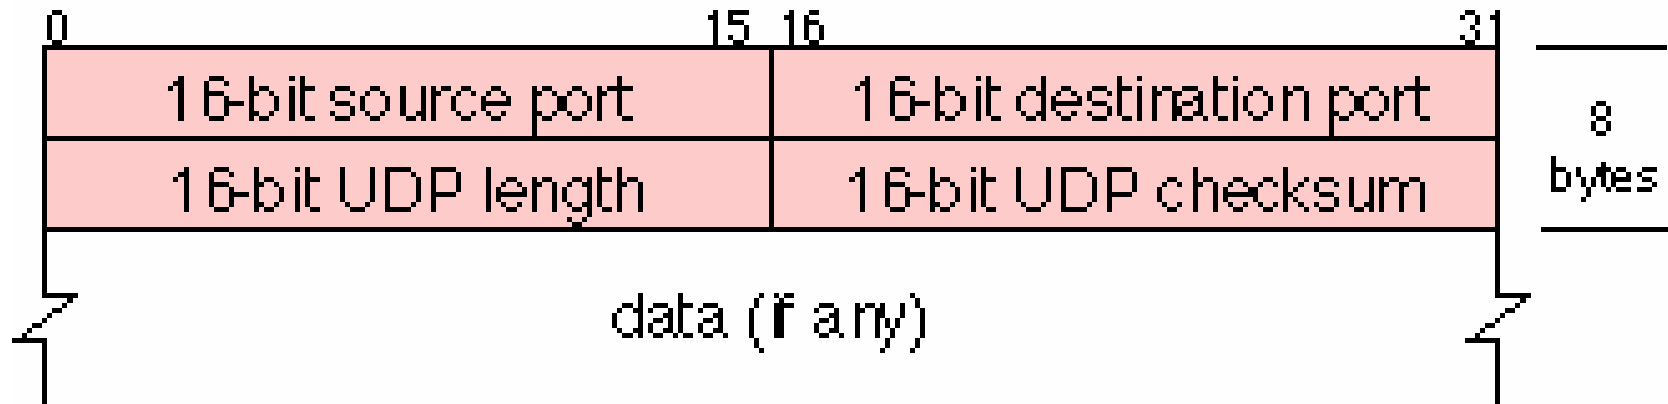 0 15 16 31
16-bit source port 16-bit destination port
8
16-bit UDP length 16-bit UDP checksum
bytes
data (if any)